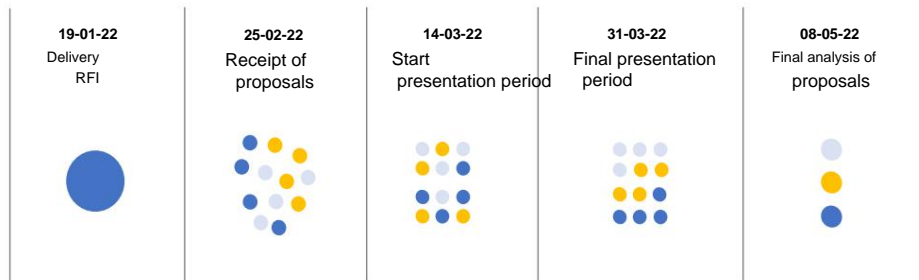 19-01-22
Delivery
RFI
25-02-22
Receipt of
proposals
14-03-22
Start
presentation period
31-03-22
Final presentation
period
08-05-22
Final analysis of
proposals